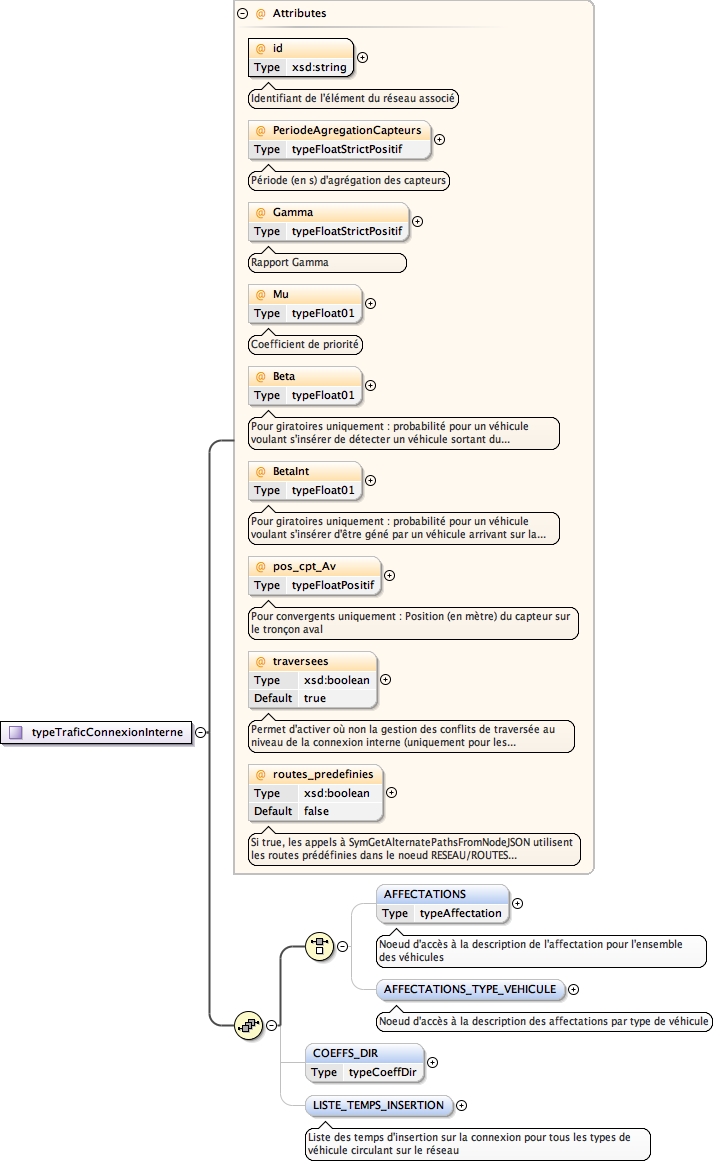 @ Attributes
@ id
Type xsd:string
Identifiant de l'élément du réseau associé
@ PeriodeAgregationCapteurs
Type typeFloatStrictPositif
Période (en s) d'agrégation des capteurs
@ Gamma
Type typeFloatStrictPositif
Rapport Gamma
@ Mu
Type typeFloat01
Coefficient de priorité
@ Beta
Type typeFloat01
Pour giratoires uniquement : probabilité pour un véhicule
voulant s'insérer de détecter un véhicule sortant du...
@ BetaInt
Type typeFloat01
Pour giratoires uniquement : probabilité pour un véhicule
voulant s'insérer d'être géné par un véhicule arrivant sur la...
@ pos_cpt_Av
Type typeFloatPositif
Pour convergents uniquement : Position (en mètre) du capteur sur
le tronçon aval
@ traversees
Type xsd:boolean
Default true
Permet d'activer où non la gestion des conflits de traversée au
niveau de la connexion interne (uniquement pour les...
typeTraficConnexionInterne
@ routes_predefinies
Type xsd:boolean
Default false
Si true, les appels à SymGetAlternatePathsFromNodeJSON utilisent
les routes prédéfinies dans le noeud RESEAU/ROUTES...
AFFECTATIONS
Type typeAffectation
Noeud d'accès à la description de l'affectation pour l'ensemble
des véhicules
AFFECTATIONS_TYPE_VEHICULE
Noeud d'accès à la description des affectations par type de véhicule
COEFFS_DIR
Type typeCoeffDir
LISTE_TEMPS_INSERTION
Liste des temps d'insertion sur la connexion pour tous les types de
véhicule circulant sur le réseau